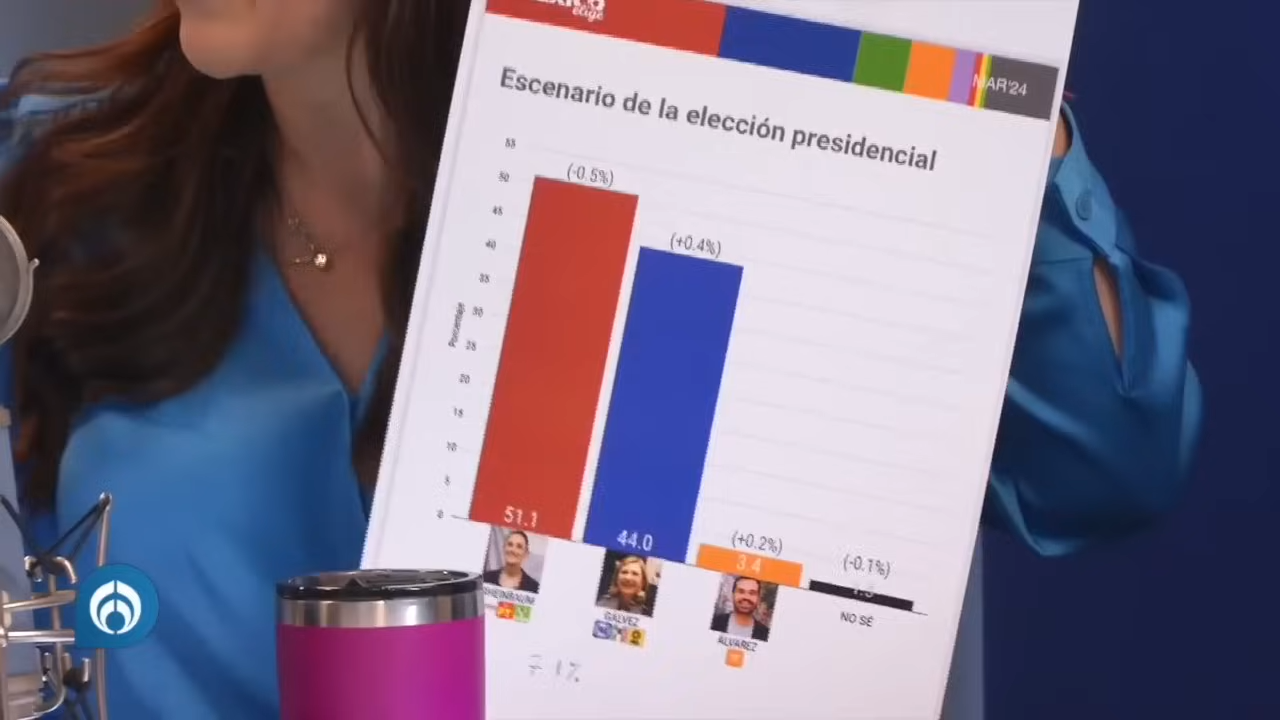 élige
MAR'24
Escenario de la elección presidencial
55
50
45
40
35
30
25
20
15
10
5
0
Porcentaje
(-0.5%)
(+0.4%)
(+0.2%)
(-0.1%)
51.1
44.0
3.4
SHEINBAUM
GÁLVEZ
ÁLVAREZ
NO SÉ